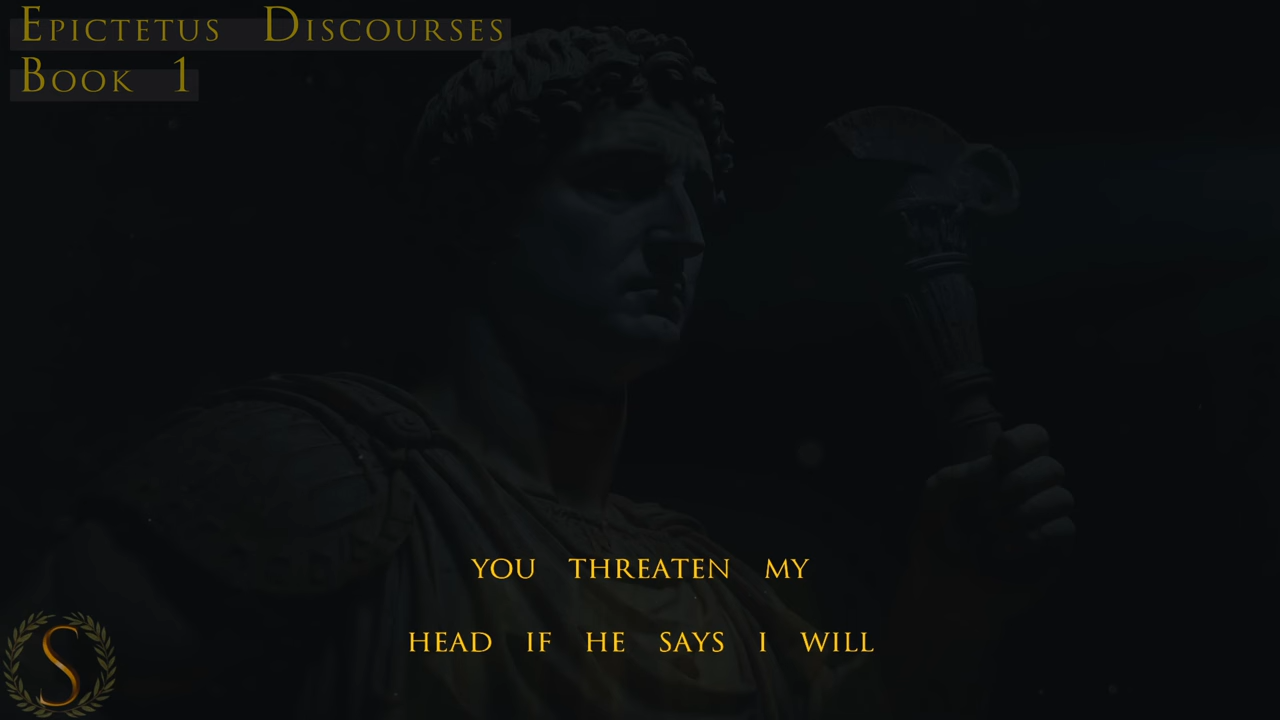 Epictetus Discourses
Book 1
YOU THREATEN MY
HEAD IF HE SAYS I WILL
S